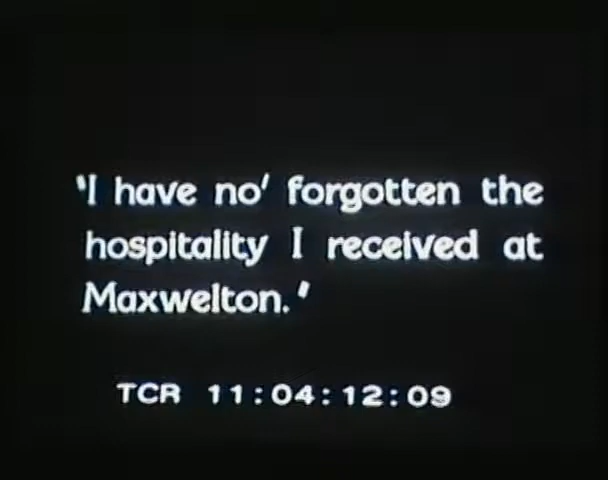 'I have no' forgotten the
hospitality I received at
Maxwelton.'
TCR 11:04:12:09